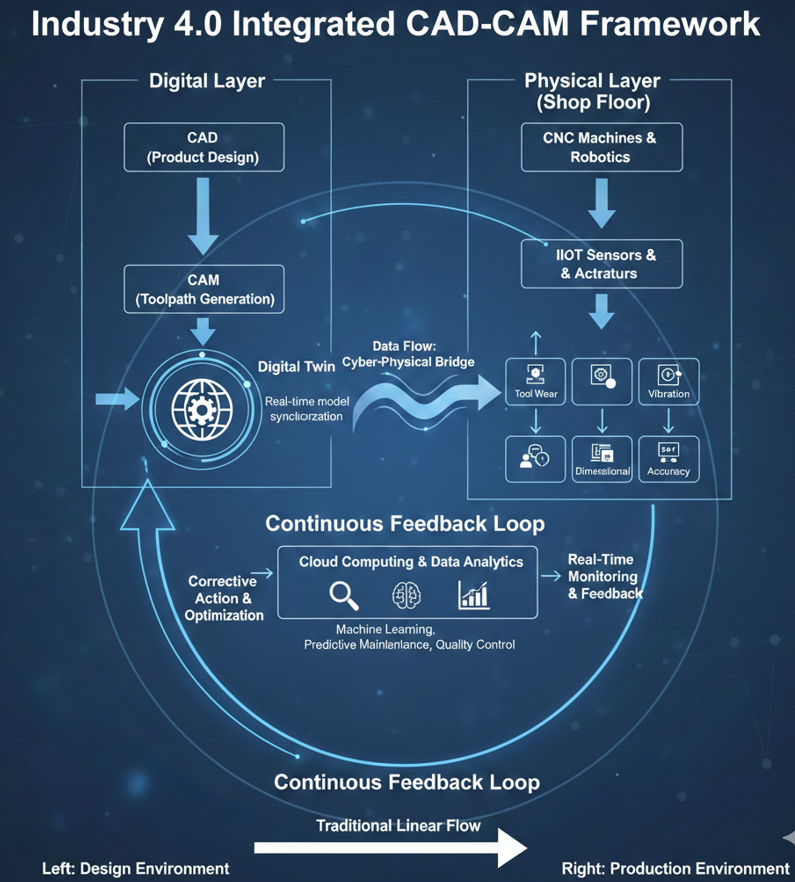 Industry 4.0 Integrated CAD-CAM Framework
Digital Layer
CAD
(Product Design)
CAM
(Toolpath Generation)
Digital Twin
Real-time model
synclıɔrızation
Data Flow:
Cyber-Physical Bridge
Physical Layer
(Shop Floor)
CNC Machines &
Robotics
IIOT Sensors &
& Actraturs
Tool Wear
Vibration
Dimessional
Accuracy
Continuous Feedback Loop
Cloud Computing & Data Analytics
Corrective
Action &
Optimization
Real-Time
Monitoring
& Feedback
Machine Learning,
Predictive Maintenlance, Quality Control
Continuous Feedback Loop
Traditional Linear Flow
Left: Design Environment
Right: Production Environment